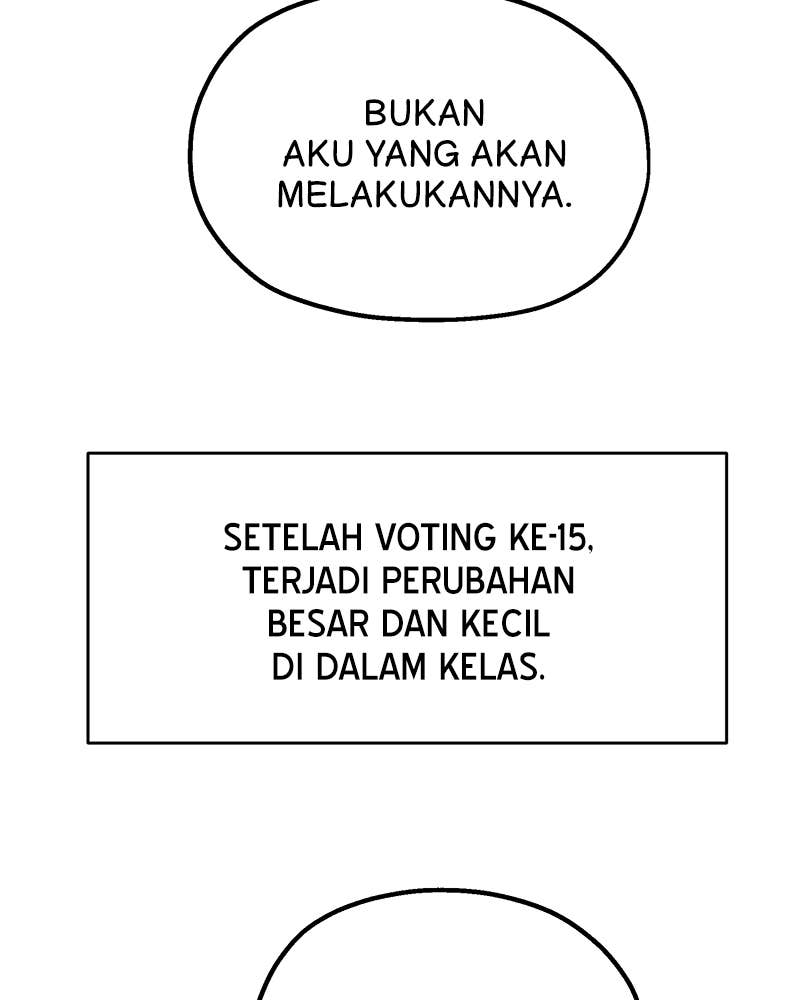 BUKAN
AKU YANG AKAN
MELAKUKANNYA.
SETELAH VOTING KE-15,
TERJADI PERUBAHAN
BESAR DAN KECIL
DI DALAM KELAS.